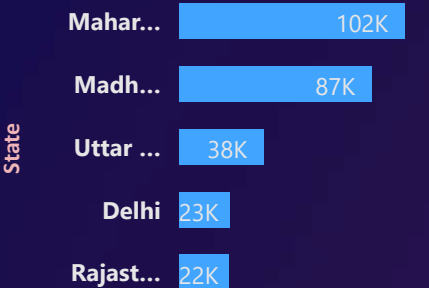 State
Mahar... 102K
Madh... 87K
Uttar ... 38K
Delhi 23K
Rajast... 22K